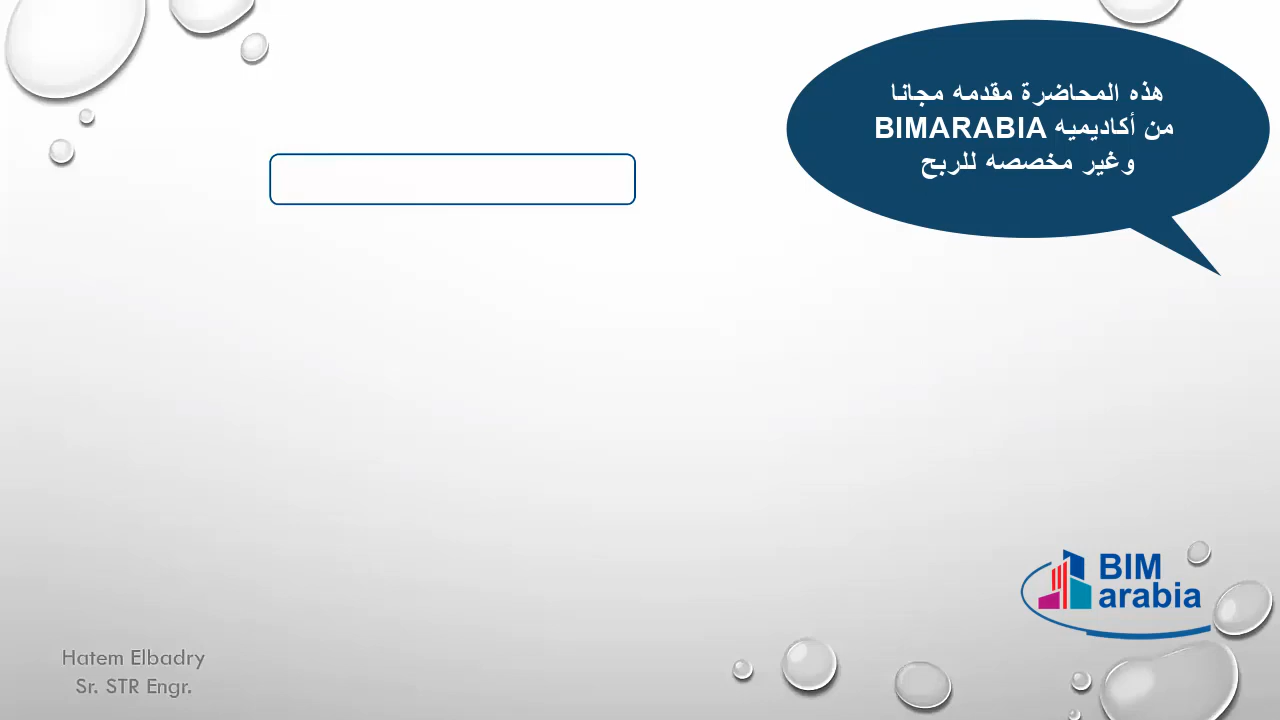 هذه المحاضرة مقدمه مجانا
من أكاديميه BIMARABIA
وغير مخصصه للربح
BIM
arabia
Hatem Elbadry
Sr. STR Engr.